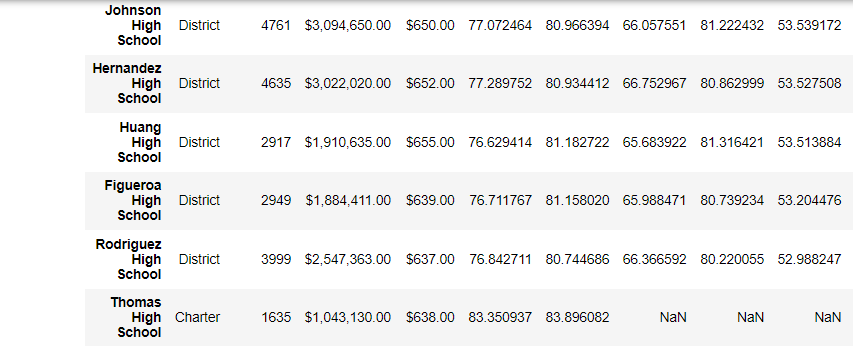 Johnson High School District 4761 $3,094,650.00 $650.00 77.072464 80.966394 66.057551 81.222432 53.539172
Hernandez High School District 4635 $3,022,020.00 $652.00 77.289752 80.934412 66.752967 80.862999 53.527508
Huang High School District 2917 $1,910,635.00 $655.00 76.629414 81.182722 65.683922 81.316421 53.513884
Figueroa High School District 2949 $1,884,411.00 $639.00 76.711767 81.158020 65.988471 80.739234 53.204476
Rodriguez High School District 3999 $2,547,363.00 $637.00 76.842711 80.744686 66.366592 80.220055 52.988247
Thomas High School Charter 1635 $1,043,130.00 $638.00 83.350937 83.896082 NaN NaN NaN